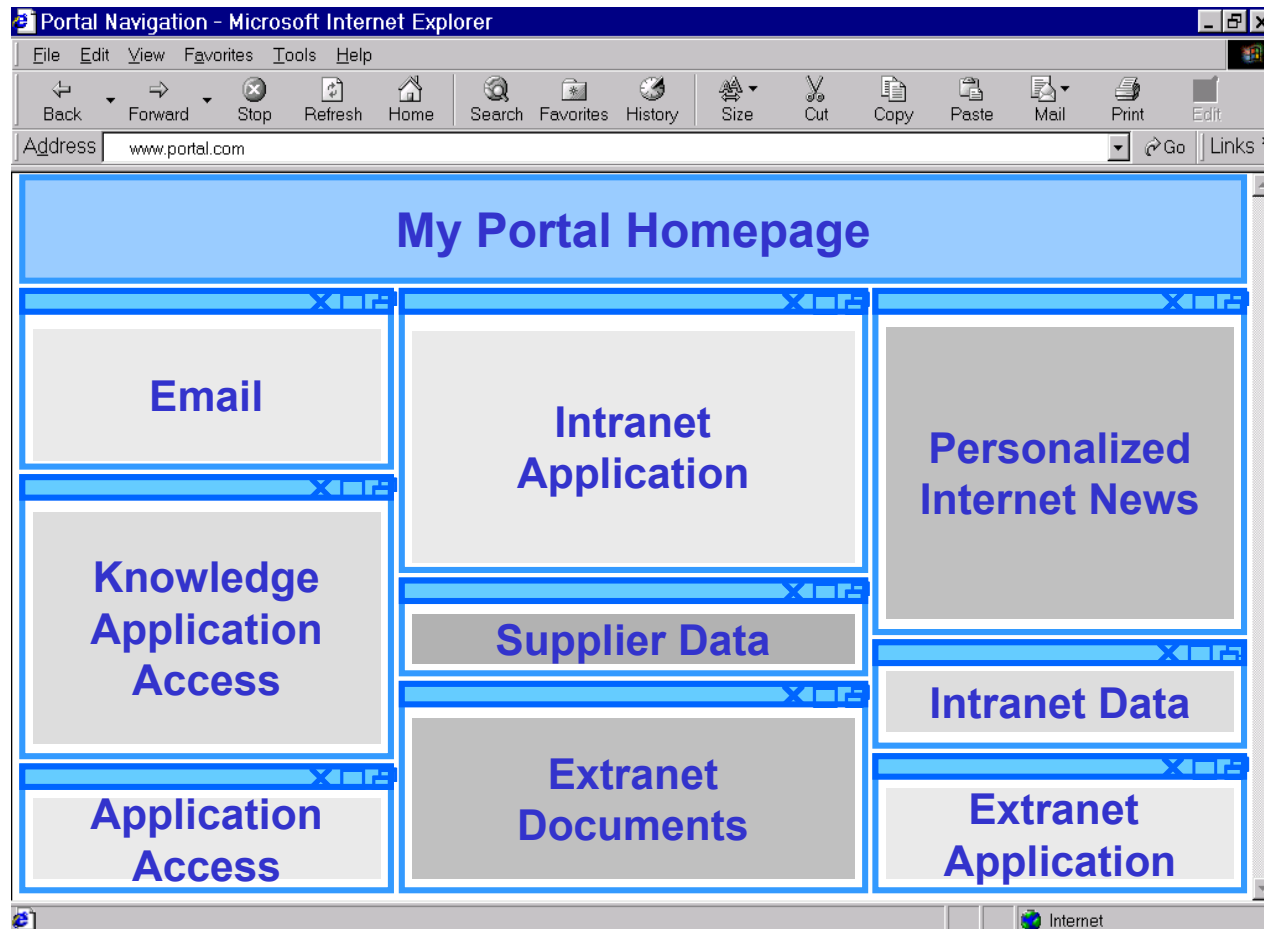 Portal Navigation - Microsoft Internet Explorer
File Edit View Favorites Tools Help
Back Forward Stop Refresh Home Search Favorites History Size Cut Copy Paste Mail Print Edit
Address www.portal.com Go Links
My Portal Homepage
Email
Knowledge
Application
Access
Application
Access
Intranet
Application
Supplier Data
Extranet
Documents
Personalized
Internet News
Intranet Data
Extranet
Application
Internet